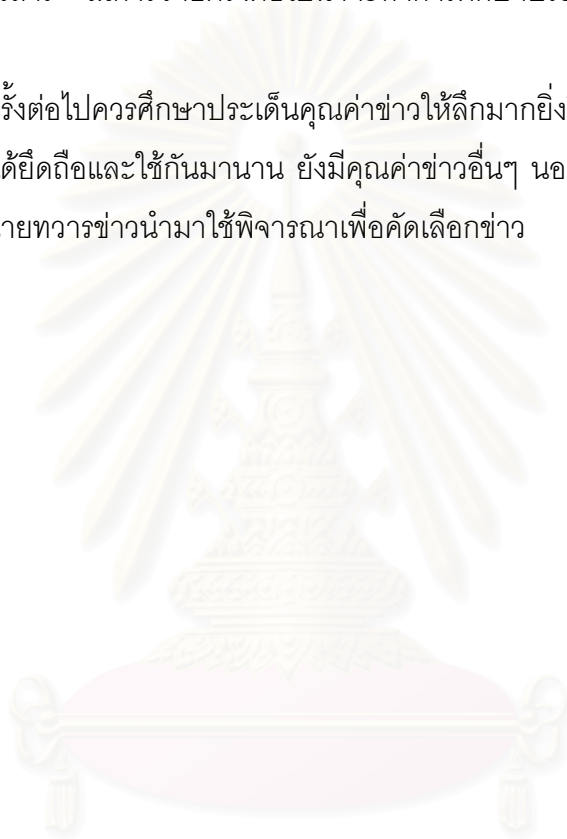 รั้งต่อไปควรศึกษาประเด็นคุณค่าข่าวให้ลึกมากยิ่ง
ด้ยึดถือและใช้กันมานาน ยังมีคุณค่าข่าวอื่นๆ นอ
ายทวารข่าวนำมาใช้พิจารณาเพื่อคัดเลือกข่าว